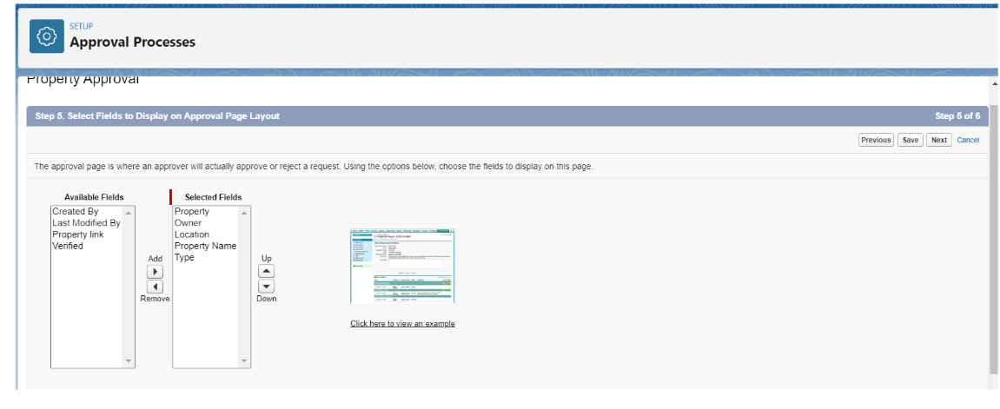 SETUP
Approval Processes
Property Approval
Step 5. Select Fields to Display on Approval Page Layout
Step 5 of 6
Previous Save Next Cancel
The approval page is where an approver will actually approve or reject a request. Using the options below, choose the fields to display on this page.
Available Fields
Selected Fields
Created By
Last Modified By
Property link
Verified
Add
Remove
Property
Owner
Location
Property Name
Type
Up
Down
Click here to view an example